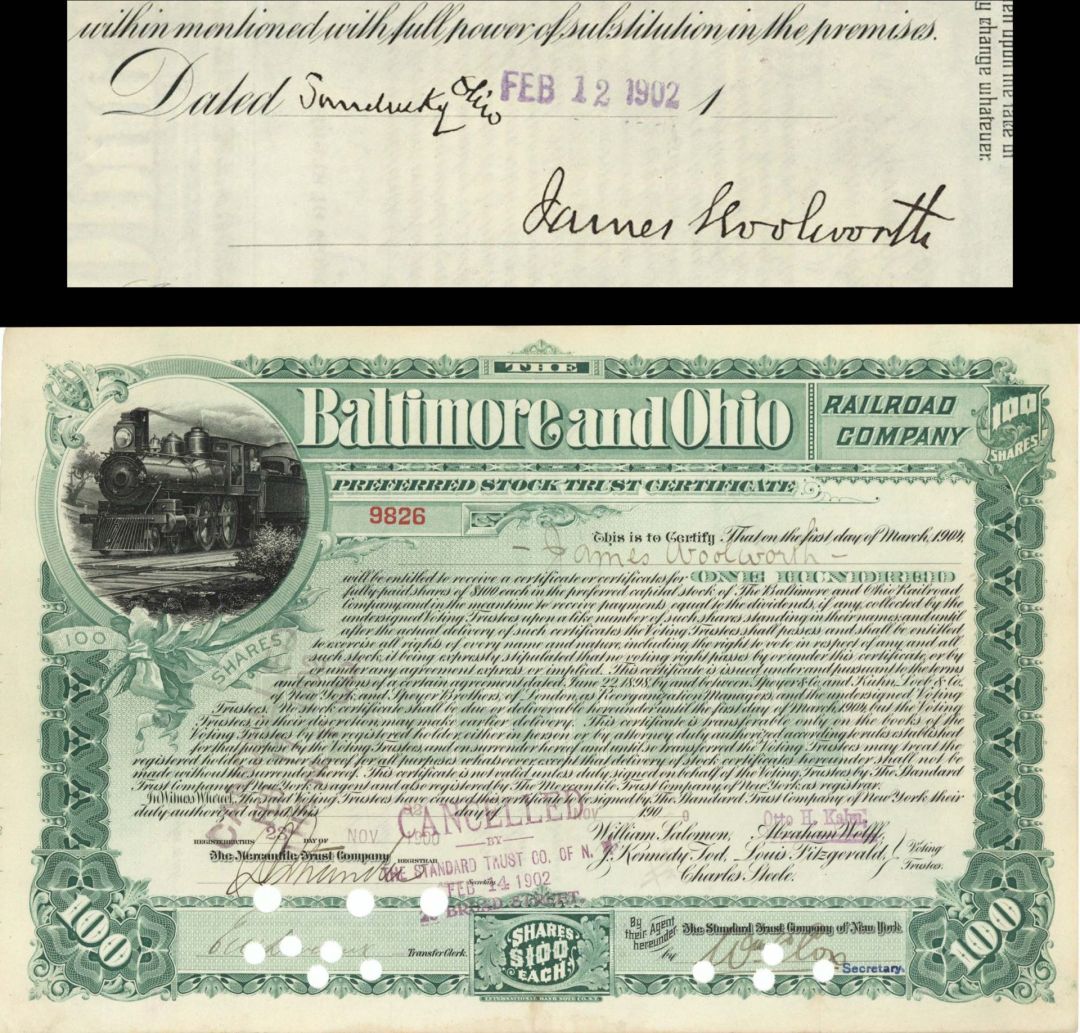 within mentioned with full power of substitution in the premises.
Dated Sandusky Ohio FEB 12 1902 1
James Woolworth
y change whatever.
THE
Baltimore and Ohio
RAILROAD
COMPANY
100
SHARES
PREFERRED STOCK TRUST CERTIFICATE
9826
This is to Certify That on the first day of March, 1904,
- James Woolworth -
will be entitled to receive a certificate or certificates for ONE HUNDRED
fully paid shares of $100 each in the preferred capital stock of The Baltimore and Ohio Railroad
Company, and in the meantime to receive payments equal to the dividends, if any, collected by the
undersigned Voting Trustees upon a like number of such shares standing in their names; and until
after the actual delivery of such certificates the Voting Trustees shall possess and shall be entitled
to exercise all rights of every name and nature, including the right to vote in respect of any and all
such stock; it being expressly stipulated that no voting right passes by or under this certificate, or by
or under any agreement, express or implied. This certificate is issued under and pursuant to the terms
and conditions of a certain agreement dated June 22, 1898, by and between Speyer & Co. and Kuhn, Loeb & Co.
of New York, and Speyer Brothers, of London, as Reorganization Managers, and the undersigned Voting
Trustees. No stock certificate shall be due or deliverable hereunder until the first day of March, 1904, but the Voting
Trustees, in their discretion, may make earlier delivery. This certificate is transferable only on the books of the
Voting Trustees by the registered holder, either in person or by attorney duly authorized, according to rules established
for that purpose by the Voting Trustees, and on surrender hereof; and until so transferred the Voting Trustees may treat the
registered holder as owner hereof for all purposes whatsoever, except that delivery of stock certificates hereunder shall not be
made without the surrender hereof. This certificate is not valid unless duly signed on behalf of the Voting Trustees by The Standard
Trust Company of New York, as agent, and also registered by The Mercantile Trust Company of New York, as registrar.
In Witness Whereof, The said Voting Trustees have caused this certificate to be signed by The Standard Trust Company of New York, their
duly authorized agent this day of NOV 190 0
CANCELLED
BY
THE STANDARD TRUST CO. OF N. Y.
FEB 14 1902
BROAD STREET.
REGISTERED THIS 23 DAY OF NOV 1900
The Mercantile Trust Company REGISTRAR
Secretary.
Otto H. Kahn,
William Salomon, Abraham Wolff,
J. Kennedy Tod, Louis Fitzgerald,
Charles Steele.
Voting
Trustees.
100
SHARES
100
Transfer Clerk.
SHARES
$100
EACH
By
their Agent
hereunder
The Standard Trust Company of New York,
by
Secretary.
100
INTERNATIONAL BANK NOTE CO. N.Y.